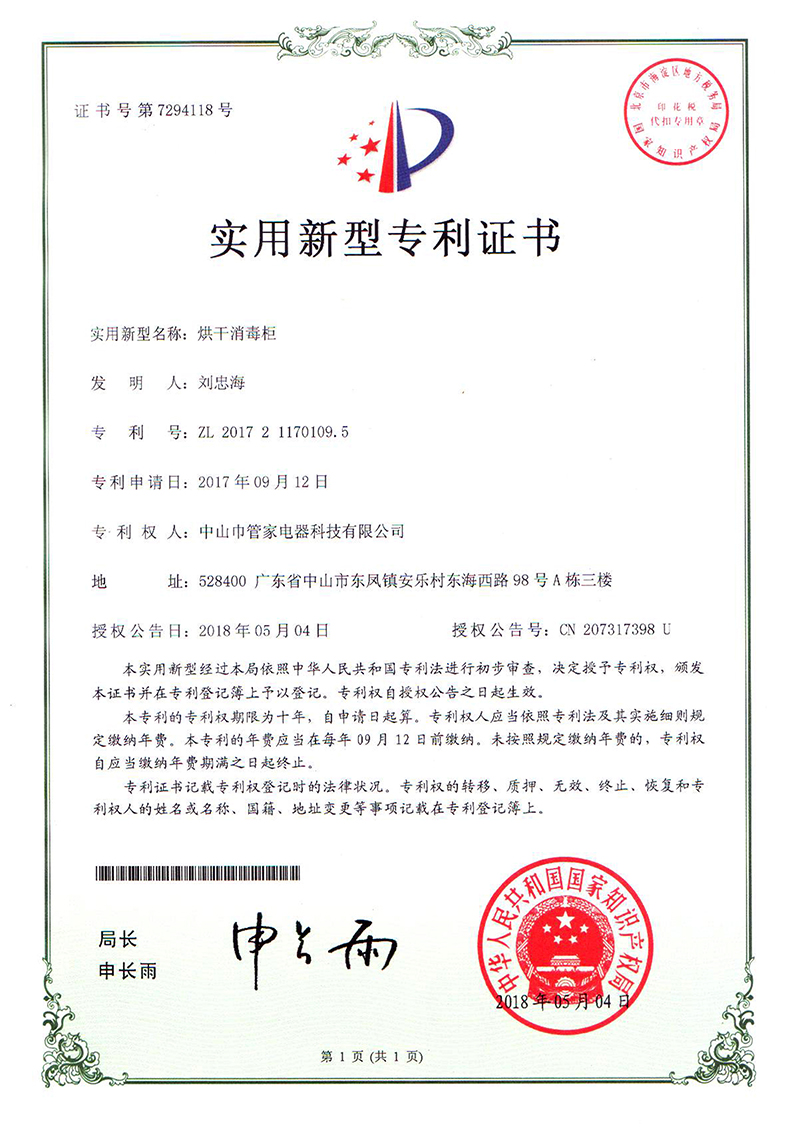 证书号第7294118号
北京市海淀区地方税务局
印花税
代扣专用章
国家知识产权局
实用新型专利证书
实用新型名称：烘干消毒柜
发明人：刘忠海
专利号：ZL 2017 2 1170109.5
专利申请日：2017年09月12日
专利权人：中山巾管家电器科技有限公司
地址：528400 广东省中山市东凤镇安乐村东海西路98号A栋三楼
授权公告日：2018年05月04日 授权公告号：CN 207317398 U
本实用新型经过本局依照中华人民共和国专利法进行初步审查，决定授予专利权，颁发
本证书并在专利登记簿上予以登记。专利权自授权公告之日起生效。
本专利的专利权期限为十年，自申请日起算。专利权人应当依照专利法及其实施细则规
定缴纳年费。本专利的年费应当在每年09月12日前缴纳。未按照规定缴纳年费的，专利权
自应当缴纳年费期满之日起终止。
专利证书记载专利权登记时的法律状况。专利权的转移、质押、无效、终止、恢复和专
利权人的姓名或名称、国籍、地址变更等事项记载在专利登记簿上。
局长
申长雨
申长雨
中华人民共和国国家知识产权局
2018年05月04日
第1页(共1页)